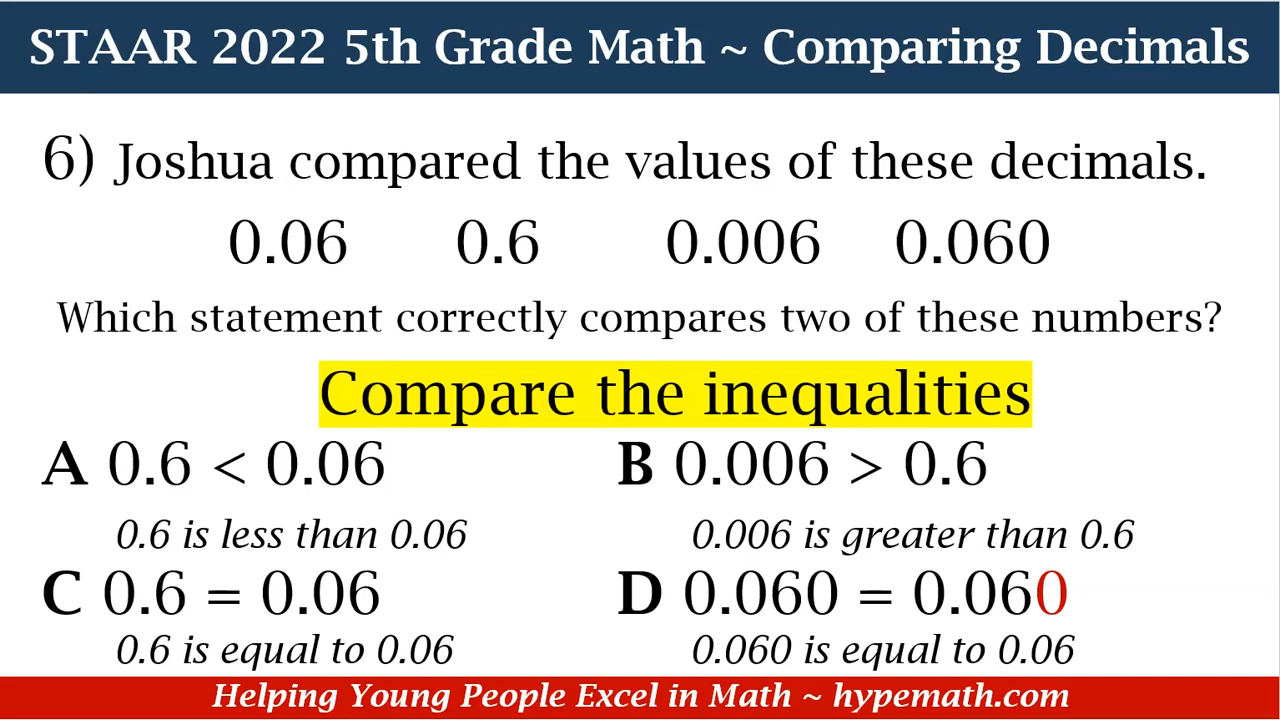 STAAR 2022 5th Grade Math ~ Comparing Decimals
6) Joshua compared the values of these decimals.
0.06 0.6 0.006 0.060
Which statement correctly compares two of these numbers?
Compare the inequalities
A 0.6 < 0.06 B 0.006 > 0.6
0.6 is less than 0.06 0.006 is greater than 0.6
C 0.6 = 0.06 D 0.060 = 0.060
0.6 is equal to 0.06 0.060 is equal to 0.06
Helping Young People Excel in Math ~ hypemath.com